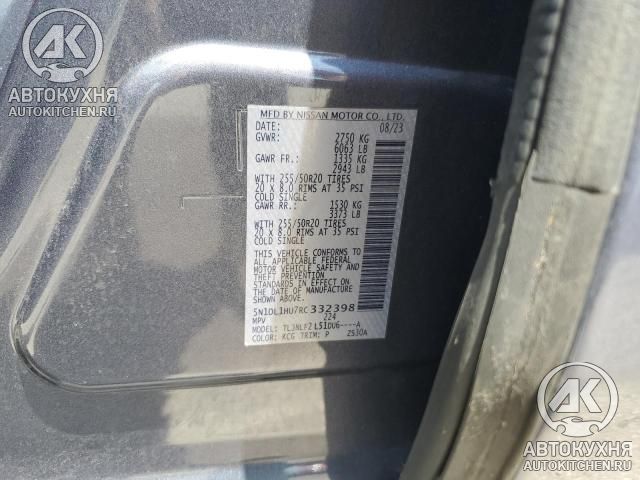 AK
АВТОКУХНЯ
AUTOKITCHEN.RU
MFD BY NISSAN MOTOR CO., LTD.
DATE: 08/23
GVWR: 2750 KG
6063 LB
GAWR FR.: 1335 KG
2943 LB
WITH 255/50R20 TIRES
20 X 8.0 RIMS AT 35 PSI
COLD SINGLE
GAWR RR.: 1530 KG
3373 LB
WITH 255/50R20 TIRES
20 X 8.0 RIMS AT 35 PSI
COLD SINGLE
THIS VEHICLE CONFORMS TO
ALL APPLICABLE FEDERAL
MOTOR VEHICLE SAFETY AND
THEFT PREVENTION
STANDARDS IN EFFECT ON
THE DATE OF MANUFACTURE
SHOWN ABOVE.
5N1DL1HU7RC332398
MPV 224
MODEL: TLJNLF2L51DU6----A
COLOR: KCG TRIM: P ZS30A
AK
АВТОКУХНЯ
AUTOKITCHEN.RU